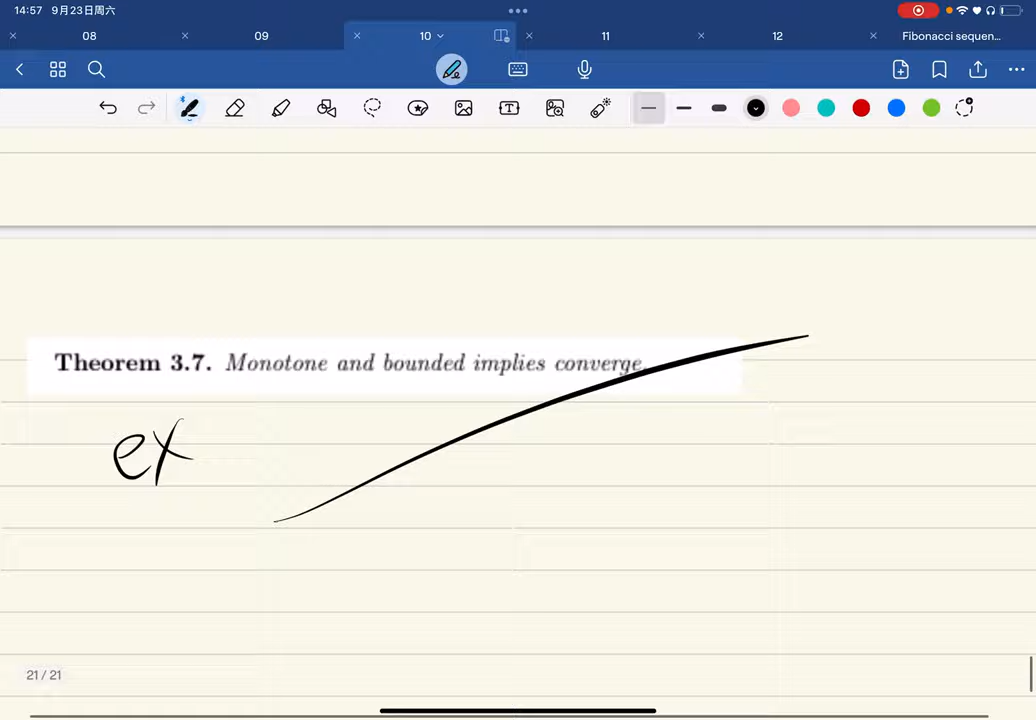 14:57 9月23日周六
08 09 10 11 12 Fibonacci sequen...
T
Theorem 3.7. Monotone and bounded implies converge.
ex
21 / 21